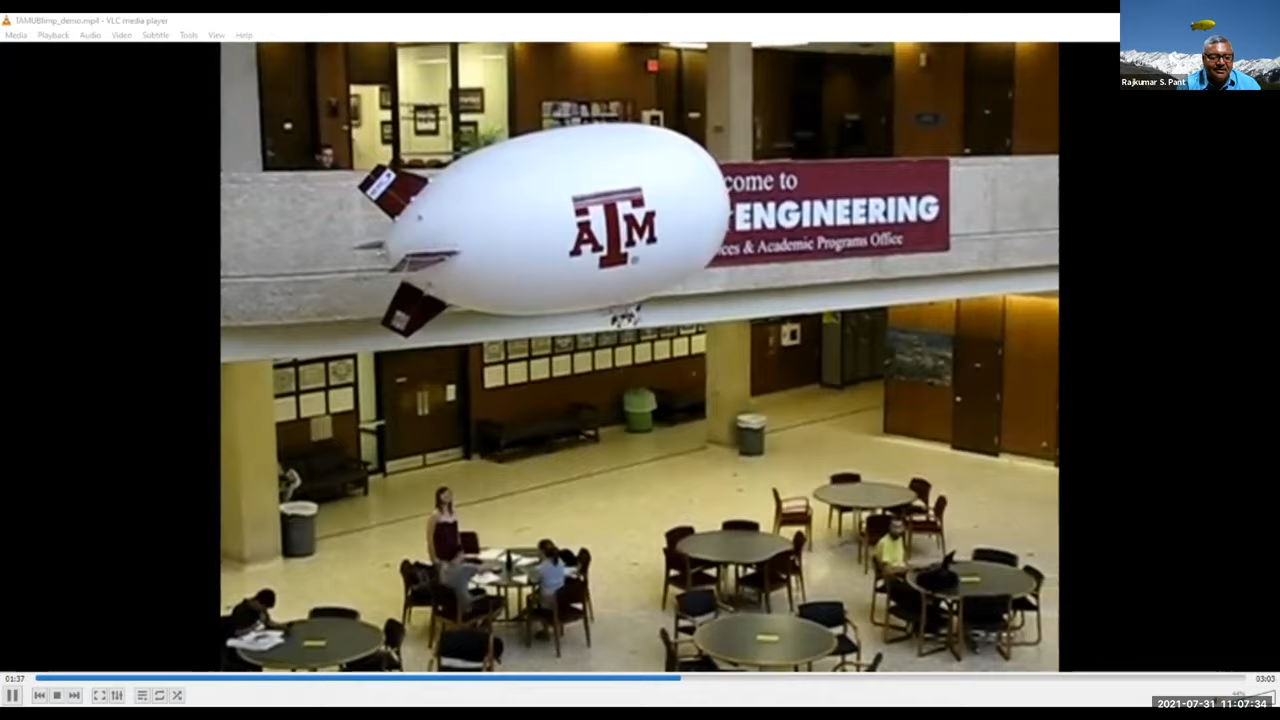 TAMUBlimp_demo.mp4 - VLC media player
Media Playback Audio Video Subtitle Tools View Help
Rajkumar S. Pant
come to
ENGINEERING
ces & Academic Programs Office
ATM
01:37
03:03
2021-07-31 11:07:34